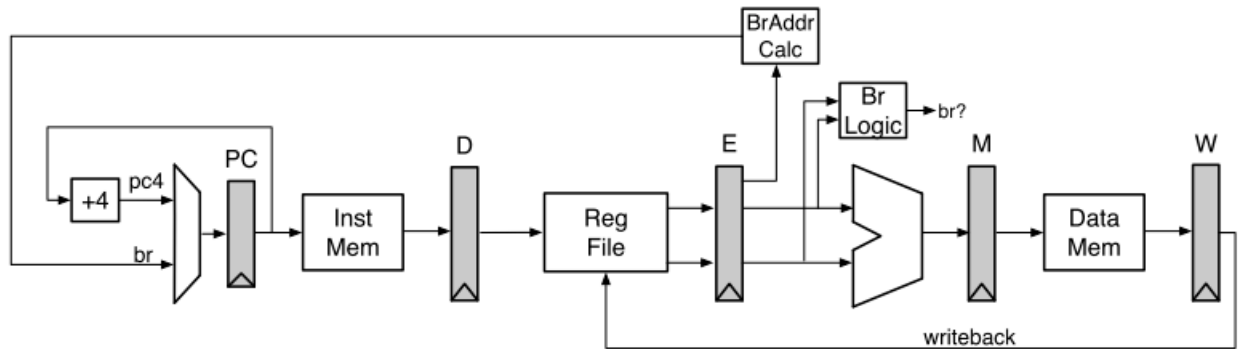 BrAddr
Calc
Br
Logic
br?
PC
D
E
M
W
+4
pc4
br
Inst
Mem
Reg
File
Data
Mem
writeback